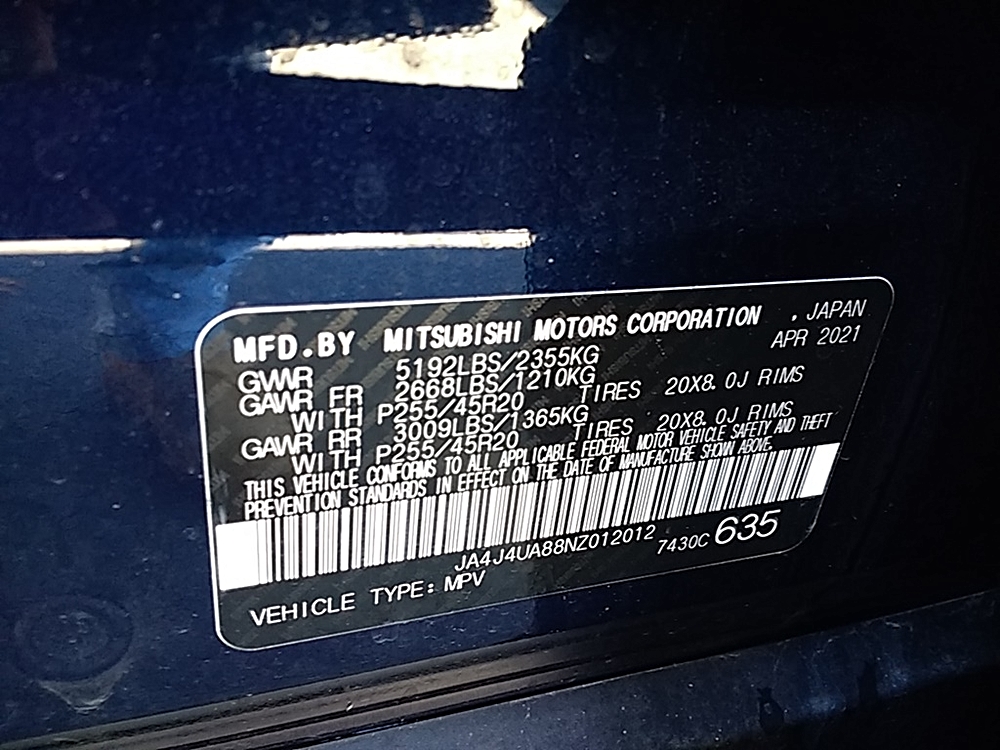 MFD.BY MITSUBISHI MOTORS CORPORATION . JAPAN
APR 2021
GWR 5192LBS/2355KG
GAWR FR 2668LBS/1210KG
WITH P255/45R20 TIRES 20X8.0J RIMS
GAWR RR 3009LBS/1365KG
WITH P255/45R20 TIRES 20X8.0J RIMS
THIS VEHICLE CONFORMS TO ALL APPLICABLE FEDERAL MOTOR VEHICLE SAFETY AND THEFT
PREVENTION STANDARDS IN EFFECT ON THE DATE OF MANUFACTURE SHOWN ABOVE.
JA4J4UA88NZ012012 7430C 635
VEHICLE TYPE: MPV